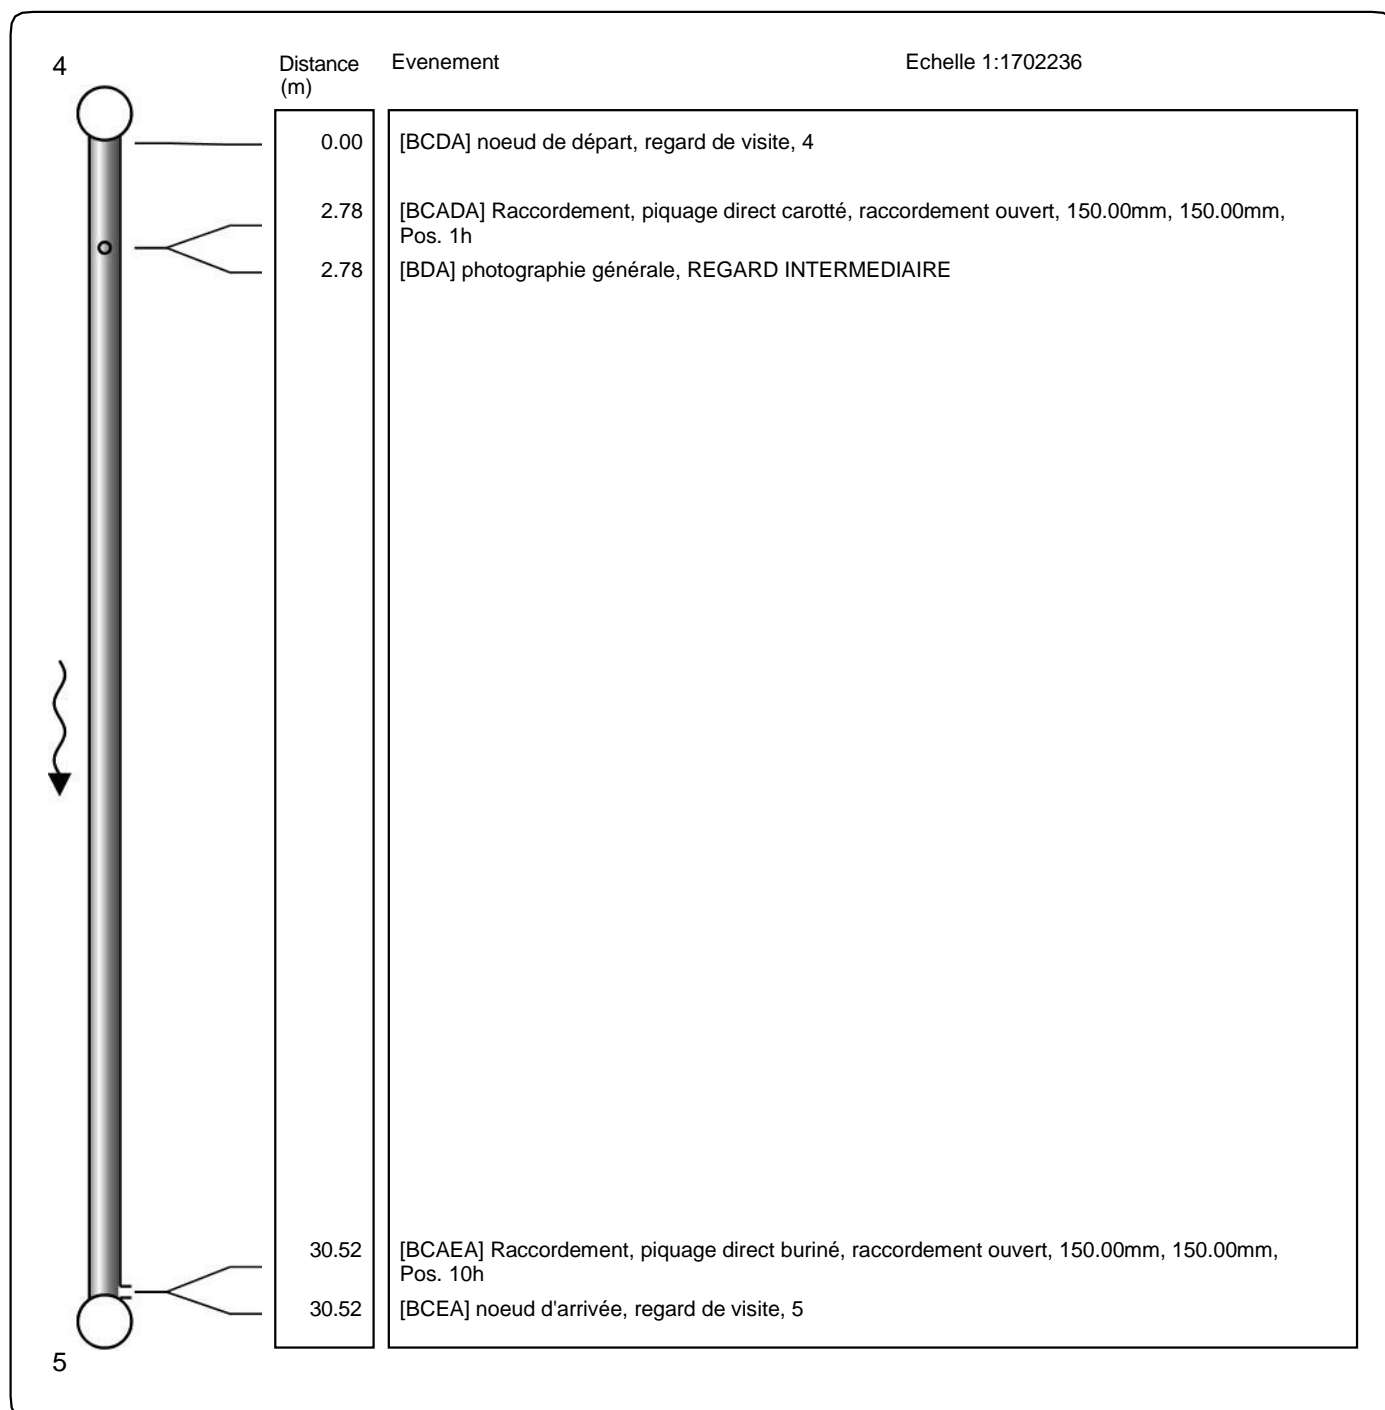 4
Distance (m)
Evenement
Echelle 1:1702236
0.00 [BCDA] noeud de départ, regard de visite, 4
2.78 [BCADA] Raccordement, piquage direct carotté, raccordement ouvert, 150.00mm, 150.00mm,
Pos. 1h
2.78 [BDA] photographie générale, REGARD INTERMEDIAIRE
30.52 [BCAEA] Raccordement, piquage direct buriné, raccordement ouvert, 150.00mm, 150.00mm,
Pos. 10h
30.52 [BCEA] noeud d'arrivée, regard de visite, 5
5